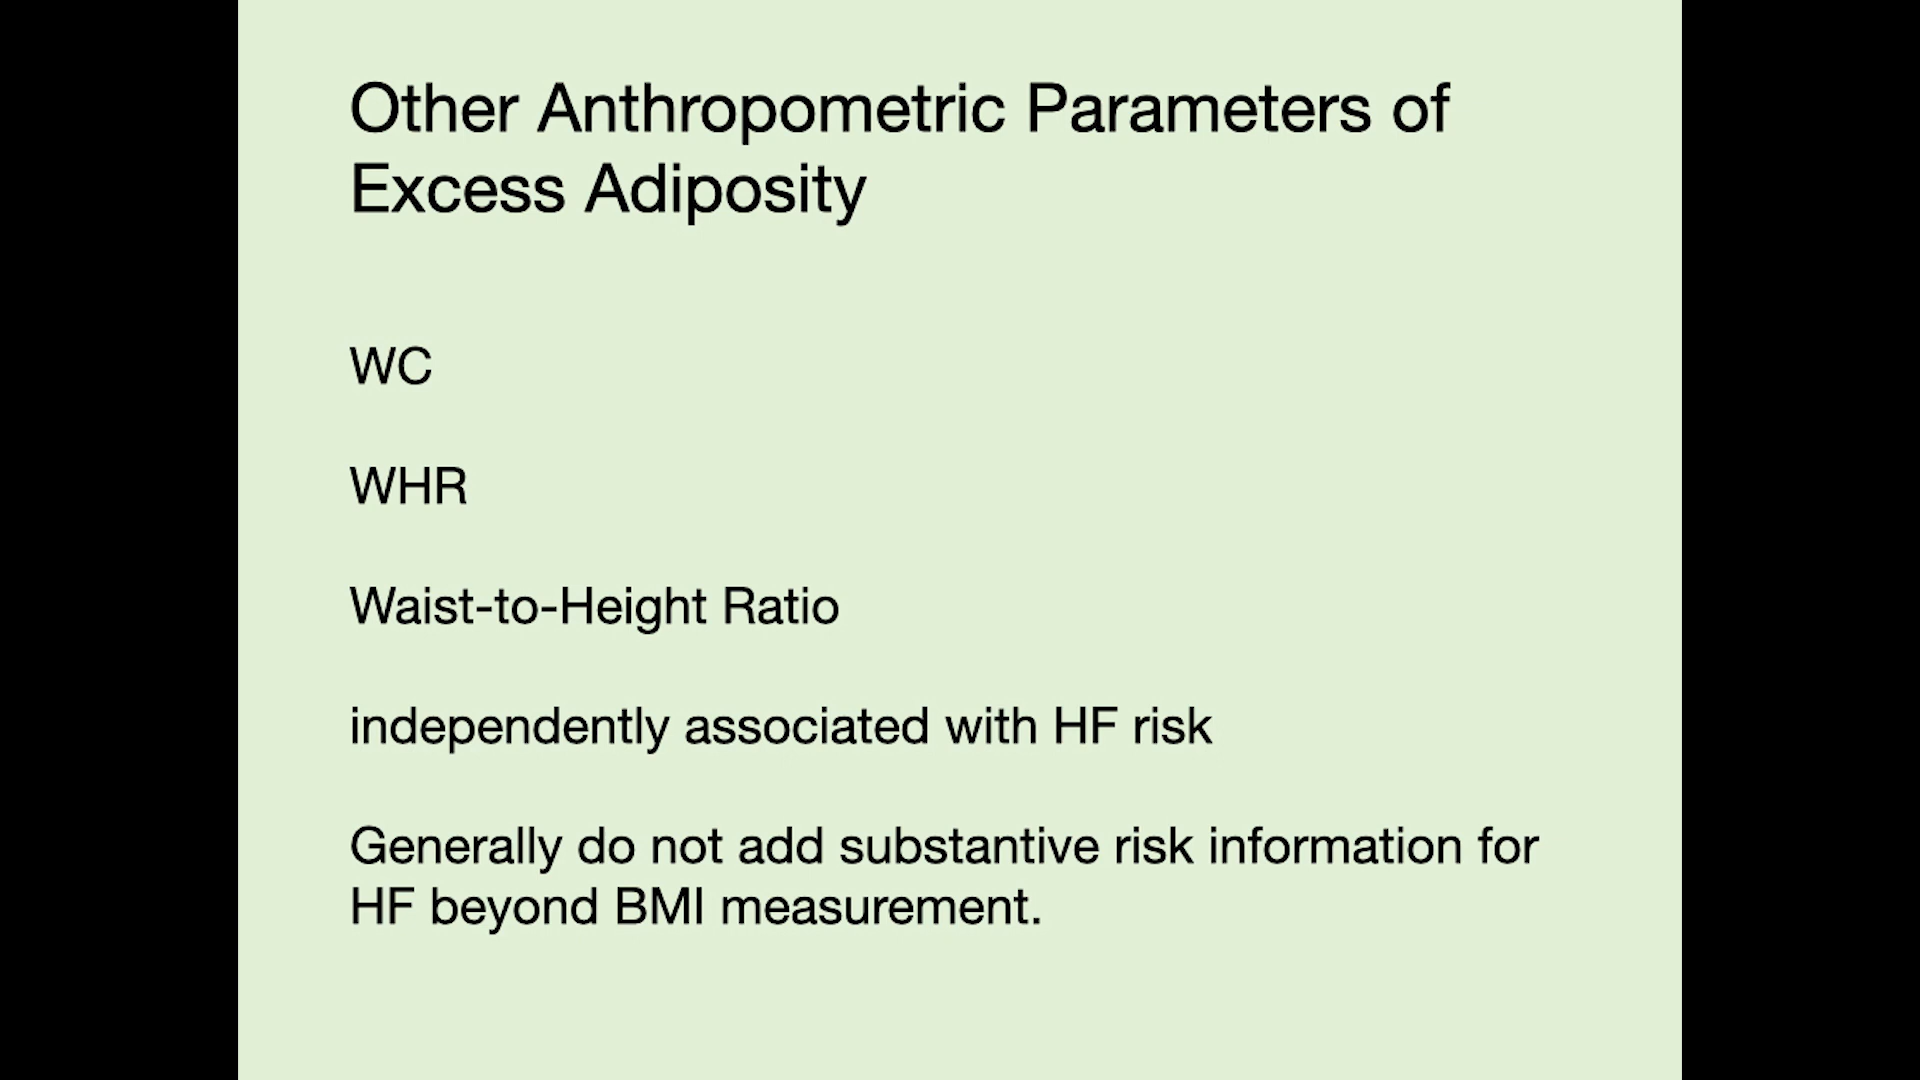 Other Anthropometric Parameters of
Excess Adiposity
WC
WHR
Waist-to-Height Ratio
independently associated with HF risk
Generally do not add substantive risk information for
HF beyond BMI measurement.